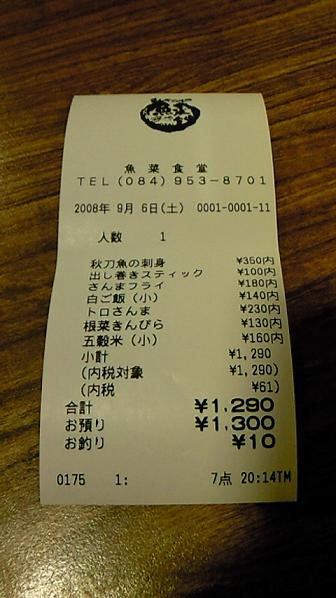 魚菜食堂
TEL(084)953-8701
2008年 9月 6日(土) 0001-0001-11
人数 1
秋刀魚の刺身 ¥350内
出し巻きスティック ¥100内
さんまフライ ¥180内
白ご飯(小) ¥140内
トロさんま ¥230内
根菜きんぴら ¥130内
五穀米(小) ¥160内
小計 ¥1,290
(内税対象 ¥1,290)
(内税 ¥61)
合計 ¥1,290
お預り ¥1,300
お釣り ¥10
0175 1: 7点 20:14TM